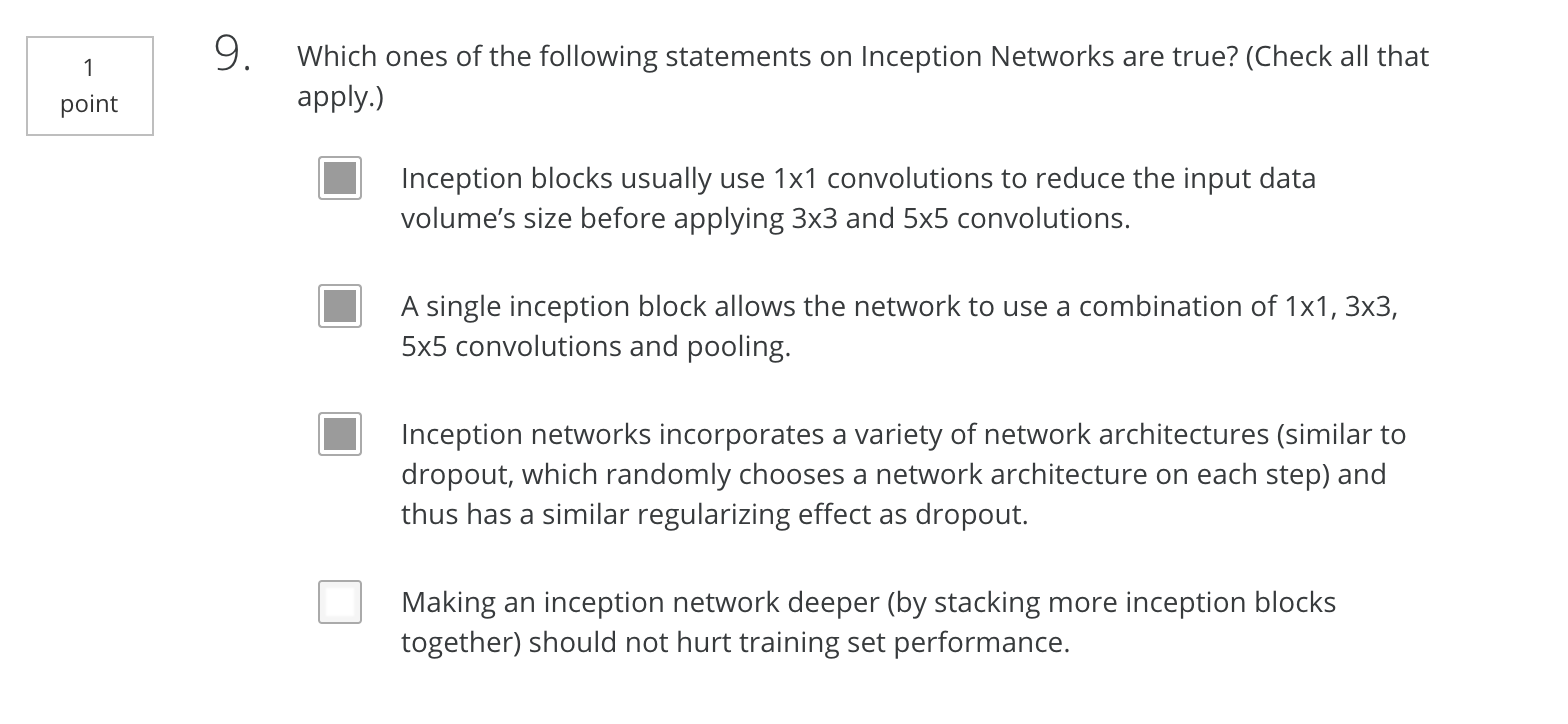 1
point
9.
Which ones of the following statements on Inception Networks are true? (Check all that
apply.)
Inception blocks usually use 1x1 convolutions to reduce the input data
volume’s size before applying 3x3 and 5x5 convolutions.
A single inception block allows the network to use a combination of 1x1, 3x3,
5x5 convolutions and pooling.
Inception networks incorporates a variety of network architectures (similar to
dropout, which randomly chooses a network architecture on each step) and
thus has a similar regularizing effect as dropout.
Making an inception network deeper (by stacking more inception blocks
together) should not hurt training set performance.